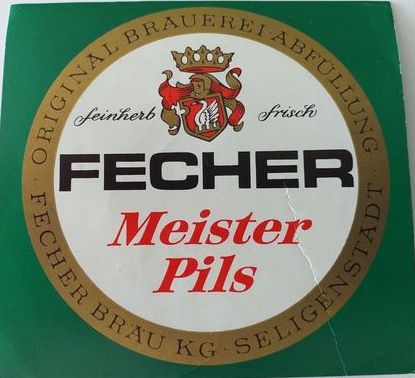 ORIGINAL BRAUEREI-ABFÜLLUNG
feinherb frisch
FECHER
Meister
Pils
FECHER BRÄU KG · SELIGENSTADT